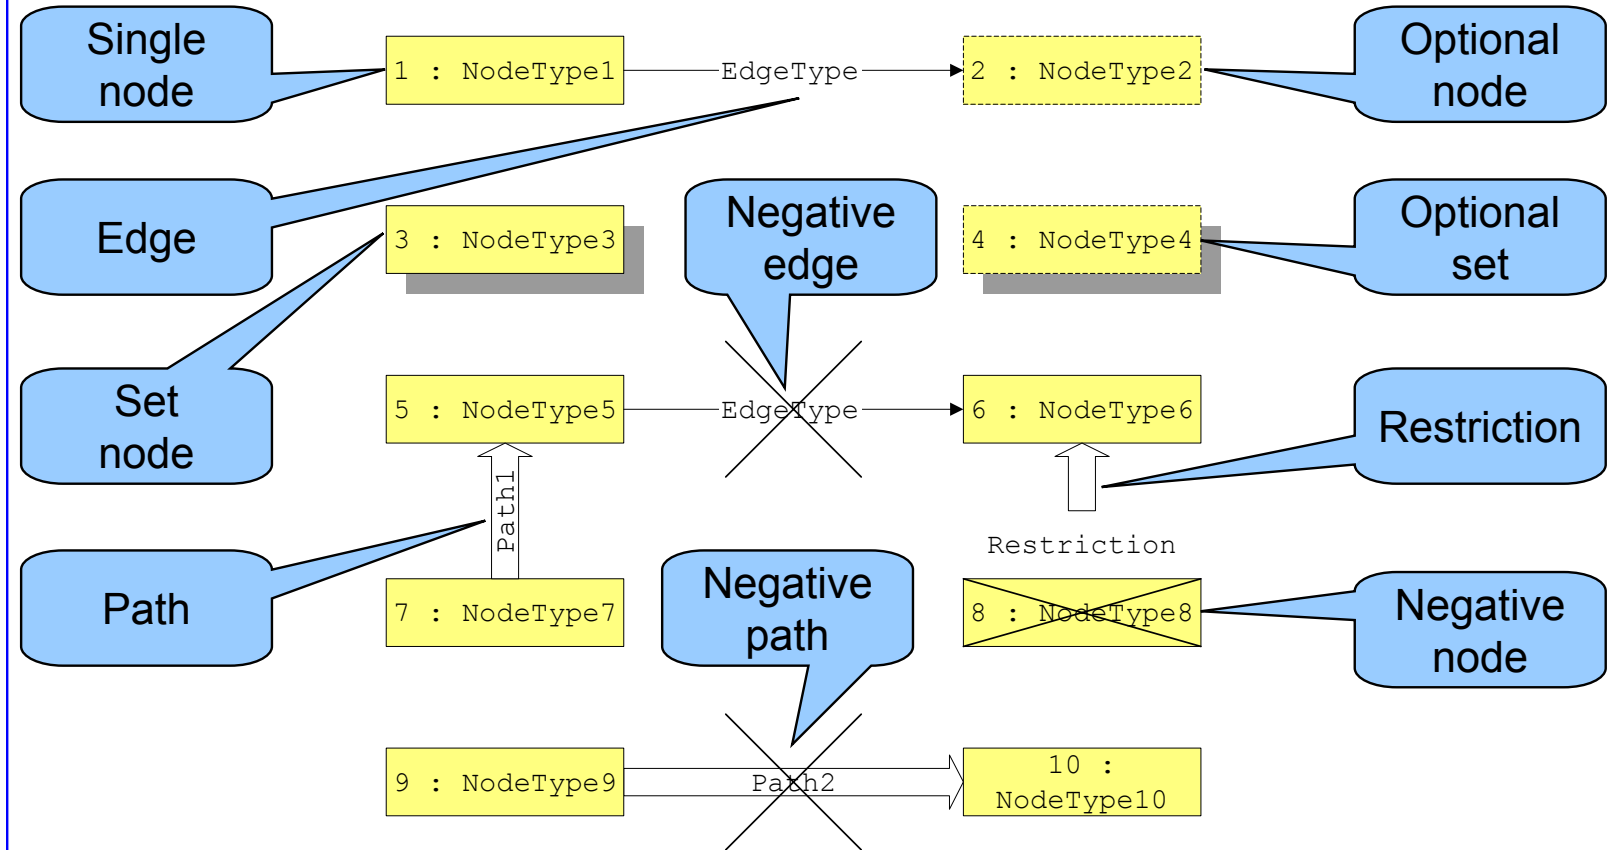 Single
node
1 : NodeType1
EdgeType
2 : NodeType2
Optional
node
Edge
3 : NodeType3
Negative
edge
4 : NodeType4
Optional
set
Set
node
5 : NodeType5
EdgeType
6 : NodeType6
Restriction
Path1
Restriction
Path
7 : NodeType7
Negative
path
8 : NodeType8
Negative
node
9 : NodeType9
Path2
10 :
NodeType10